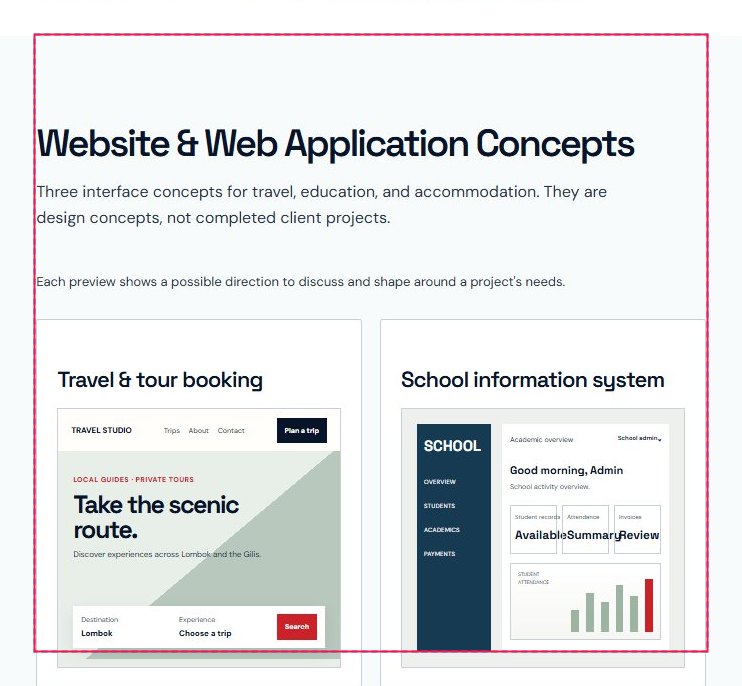 Website & Web Application Concepts
Three interface concepts for travel, education, and accommodation. They are
design concepts, not completed client projects.
Each preview shows a possible direction to discuss and shape around a project's needs.
Travel & tour booking
TRAVEL STUDIO
Trips
About
Contact
Plan a trip
LOCAL GUIDES · PRIVATE TOURS
Take the scenic
route.
Discover experiences across Lombok and the Gilis.
Destination
Lombok
Experience
Choose a trip
Search
School information system
SCHOOL
OVERVIEW
STUDENTS
ACADEMICS
PAYMENTS
Academic overview
School admin
Good morning, Admin
School activity overview.
Student records
Available
Attendance
Summary
Invoices
Review
STUDENT
ATTENDANCE